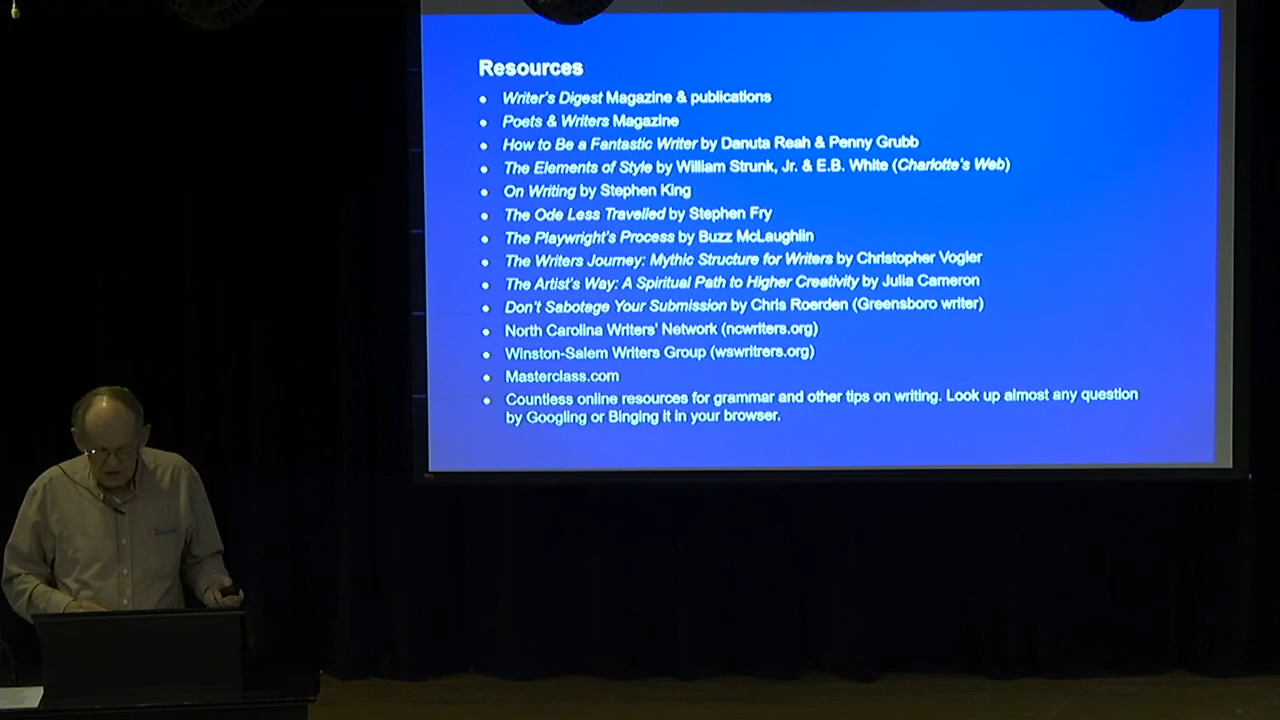 Resources
• Writer's Digest Magazine & publications
• Poets & Writers Magazine
• How to Be a Fantastic Writer by Danuta Reah & Penny Grubb
• The Elements of Style by William Strunk, Jr. & E.B. White (Charlotte's Web)
• On Writing by Stephen King
• The Ode Less Travelled by Stephen Fry
• The Playwright's Process by Buzz McLaughlin
• The Writers Journey: Mythic Structure for Writers by Christopher Vogler
• The Artist's Way: A Spiritual Path to Higher Creativity by Julia Cameron
• Don't Sabotage Your Submission by Chris Roerden (Greensboro writer)
• North Carolina Writers' Network (ncwriters.org)
• Winston-Salem Writers Group (wswritrers.org)
• Masterclass.com
• Countless online resources for grammar and other tips on writing. Look up almost any question
by Googling or Binging it in your browser.